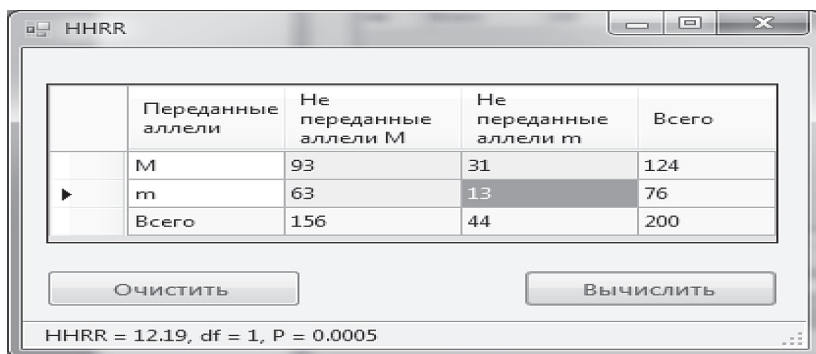 HHRR
Переданные аллели
Не переданные аллели M
Не переданные аллели m
Всего
M 93 31 124
m 63 13 76
Всего 156 44 200
Очистить Вычислить
HHRR = 12.19, df = 1, P = 0.0005